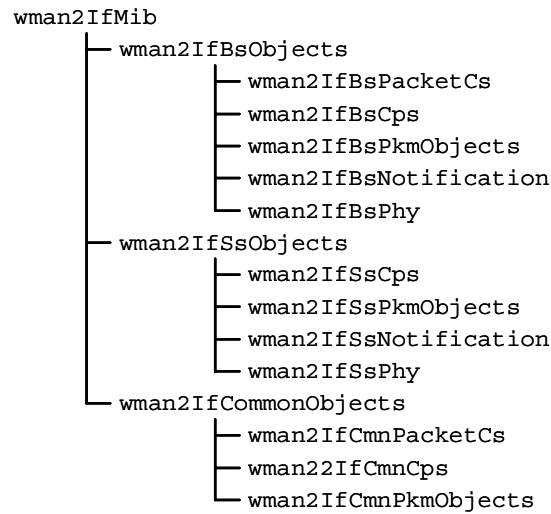 wman2IfMib
wman2IfBsObjects
wman2IfBsPacketCs
wman2IfBsCps
wman2IfBsPkmObjects
wman2IfBsNotification
wman2IfBsPhy
wman2IfSsObjects
wman2IfSsCps
wman2IfSsPkmObjects
wman2IfSsNotification
wman2IfSsPhy
wman2IfCommonObjects
wman2IfCmnPacketCs
wman22IfCmnCps
wman2IfCmnPkmObjects